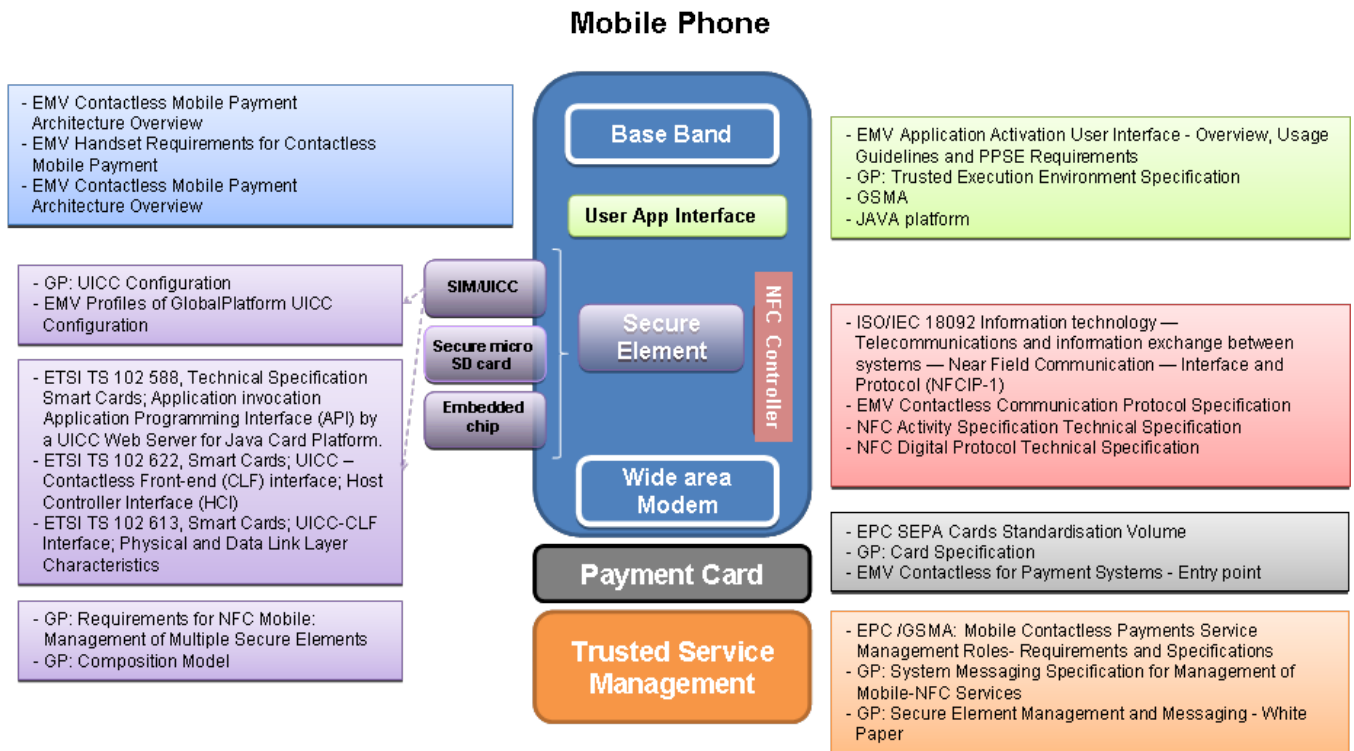 Mobile Phone
- EMV Contactless Mobile Payment
Architecture Overview
- EMV Handset Requirements for Contactless
Mobile Payment
- EMV Contactless Mobile Payment
Architecture Overview
- GP: UICC Configuration
- EMV Profiles of GlobalPlatform UICC
Configuration
- ETSI TS 102 588, Technical Specification
Smart Cards; Application invocation
Application Programming Interface (API) by
a UICC Web Server for Java Card Platform.
- ETSI TS 102 622, Smart Cards; UICC –
Contactless Front-end (CLF) interface; Host
Controller Interface (HCI)
- ETSI TS 102 613, Smart Cards; UICC-CLF
Interface; Physical and Data Link Layer
Characteristics
- GP: Requirements for NFC Mobile:
Management of Multiple Secure Elements
- GP: Composition Model
SIM/UICC
Secure micro
SD card
Embedded
chip
Base Band
User App Interface
Secure
Element
NFC Controller
Wide area
Modem
Payment Card
Trusted Service
Management
- EMV Application Activation User Interface - Overview, Usage
Guidelines and PPSE Requirements
- GP: Trusted Execution Environment Specification
- GSMA
- JAVA platform
- ISO/IEC 18092 Information technology —
Telecommunications and information exchange between
systems — Near Field Communication — Interface and
Protocol (NFCIP-1)
- EMV Contactless Communication Protocol Specification
- NFC Activity Specification Technical Specification
- NFC Digital Protocol Technical Specification
- EPC SEPA Cards Standardisation Volume
- GP: Card Specification
- EMV Contactless for Payment Systems - Entry point
- EPC /GSMA: Mobile Contactless Payments Service
Management Roles- Requirements and Specifications
- GP: System Messaging Specification for Management of
Mobile-NFC Services
- GP: Secure Element Management and Messaging - White
Paper